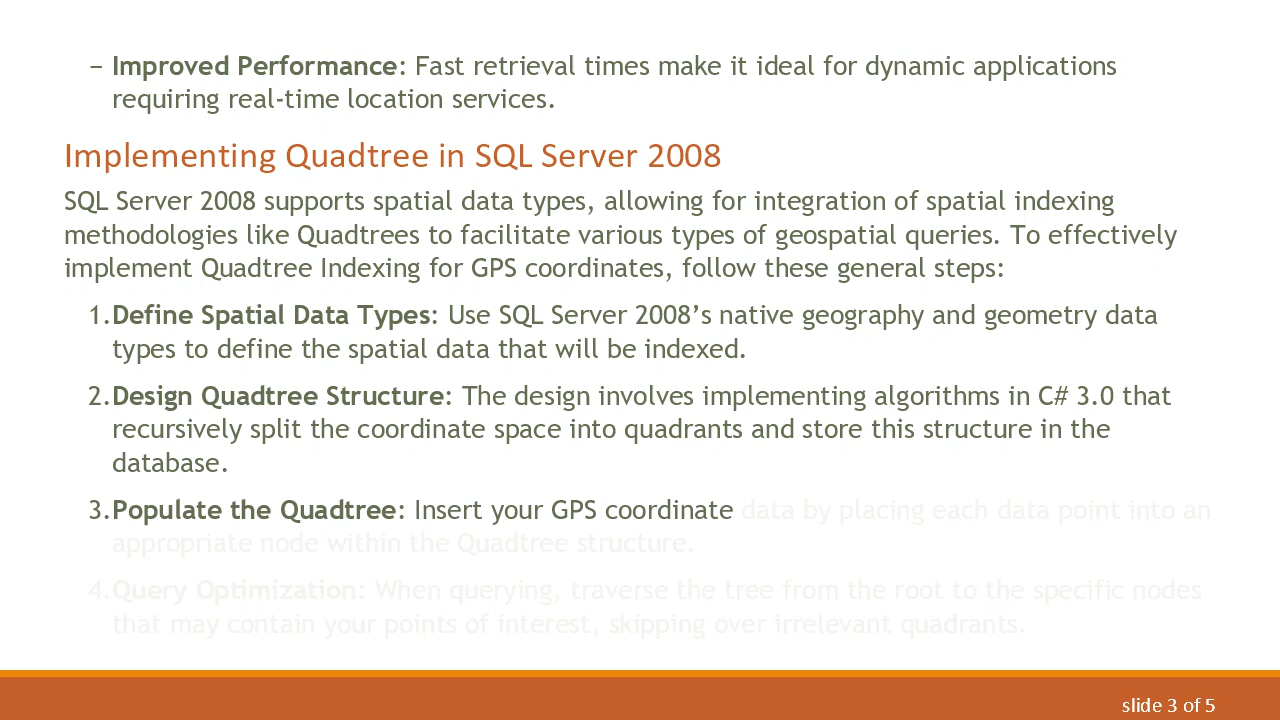 – Improved Performance: Fast retrieval times make it ideal for dynamic applications
requiring real-time location services.
Implementing Quadtree in SQL Server 2008
SQL Server 2008 supports spatial data types, allowing for integration of spatial indexing
methodologies like Quadtrees to facilitate various types of geospatial queries. To effectively
implement Quadtree Indexing for GPS coordinates, follow these general steps:
1. Define Spatial Data Types: Use SQL Server 2008’s native geography and geometry data
types to define the spatial data that will be indexed.
2. Design Quadtree Structure: The design involves implementing algorithms in C# 3.0 that
recursively split the coordinate space into quadrants and store this structure in the
database.
3. Populate the Quadtree: Insert your GPS coordinate data by placing each data point into an
appropriate node within the Quadtree structure.
4. Query Optimization: When querying, traverse the tree from the root to the specific nodes
that may contain your points of interest, skipping over irrelevant quadrants.
slide 3 of 5